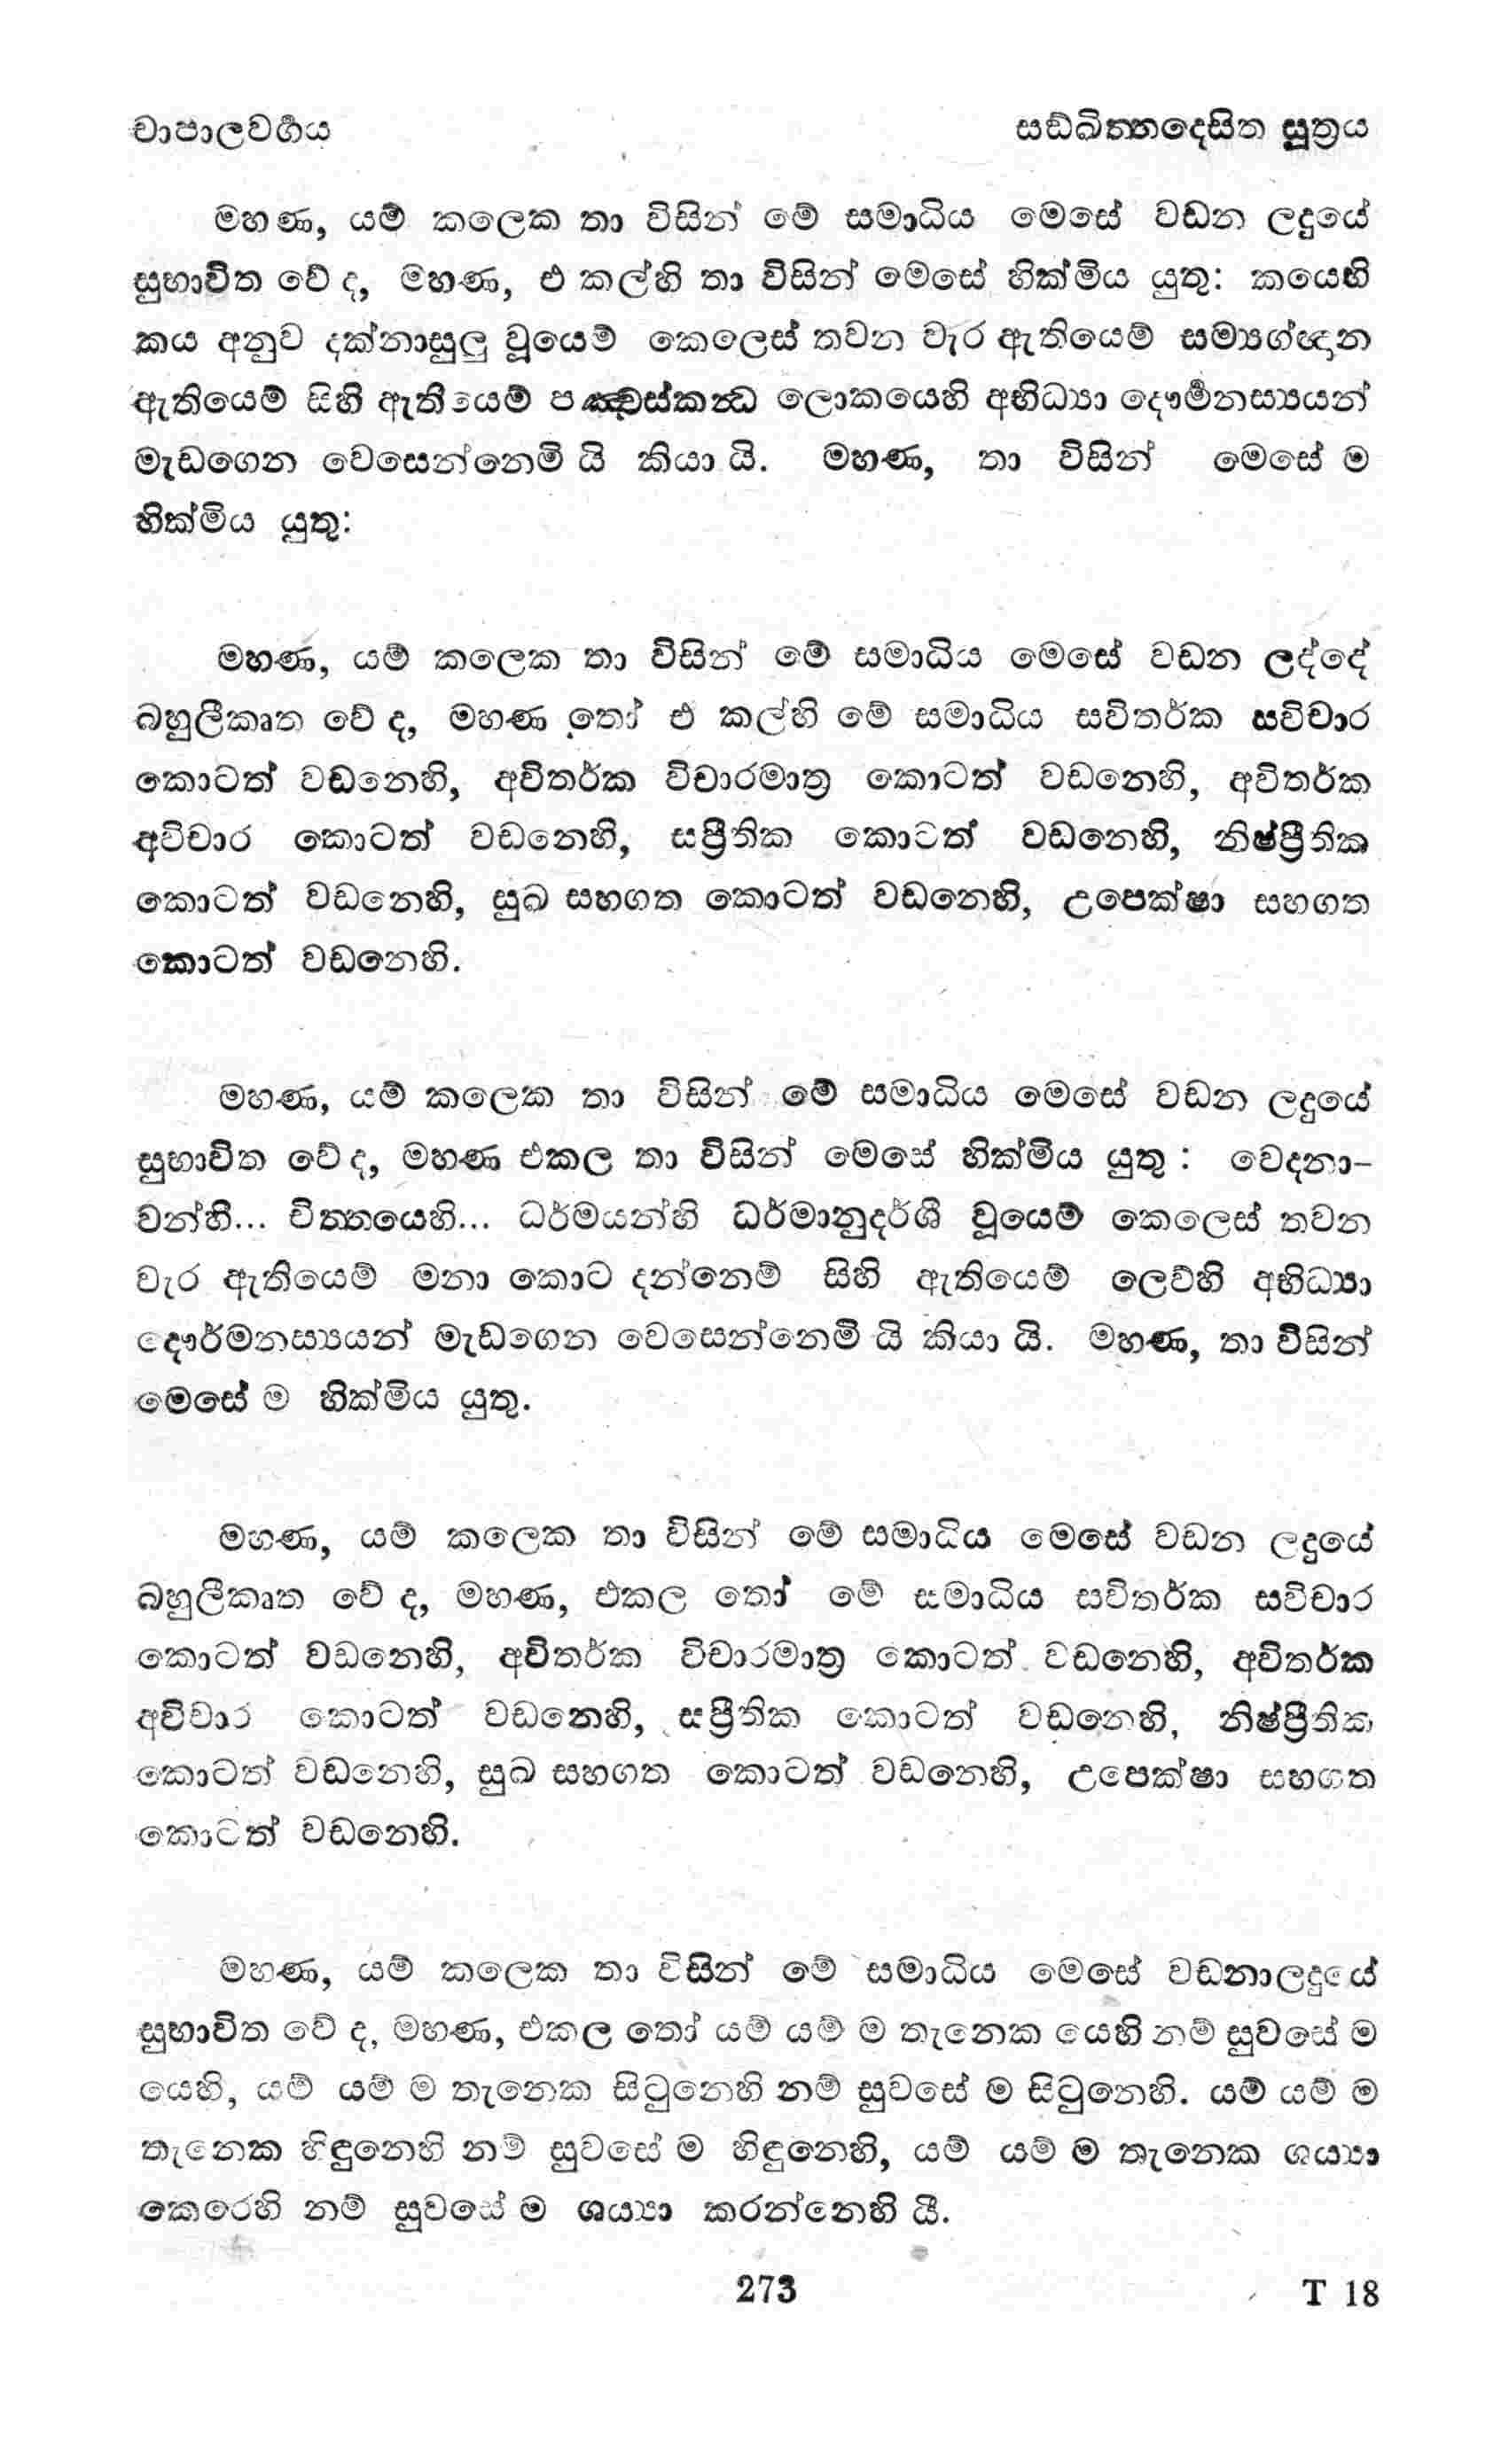 චාපාලවර්‍ගය
සඞ්ඛිත්තදෙසිත සූත්‍රය
මහණ, යම් කලෙක තා විසින් මේ සමාධිය මෙසේ වඩන ලදුයේ
සුභාවිත වේ ද, මහණ, එ කල්හි තා විසින් මෙසේ හික්මිය යුතු: කයෙහි
කය අනුව දක්නාසුලු වූයෙම් කෙලෙස් තවන වැර ඇතියෙම් සම්‍යග්ඥාන
ඇතියෙම් සිහි ඇතියෙම් පඤ්චස්කන්‍ධ ලොකයෙහි අභිධ්‍යා දෞර්‍මනස්‍යයන්
මැඩගෙන වෙසෙන්නෙමි යි කියා යි. මහණ, තා විසින් මෙසේ ම
හික්මිය යුතු:
මහණ, යම් කලෙක තා විසින් මේ සමාධිය මෙසේ වඩන ලද්දේ
බහුලීකෘත වේ ද, මහණ තෝ එ කල්හි මේ සමාධිය සවිතර්ක සවිචාර
කොටත් වඩනෙහි, අවිතර්ක විචාරමාත්‍ර කොටත් වඩනෙහි, අවිතර්ක
අවිචාර කොටත් වඩනෙහි, සප්‍රීතික කොටත් වඩනෙහි, නිෂ්ප්‍රීතික
කොටත් වඩනෙහි, සුඛ සහගත කොටත් වඩනෙහි, උපෙක්ෂා සහගත
කොටත් වඩනෙහි.
මහණ, යම් කලෙක තා විසින් මේ සමාධිය මෙසේ වඩන ලදුයේ
සුභාවිත වේ ද, මහණ එකල තා විසින් මෙසේ හික්මිය යුතු : වෙදනා-
වන්හි... චිත්තයෙහි... ධර්මයන්හි ධර්මානුදර්ශී වූයෙම් කෙලෙස් තවන
වැර ඇතියෙම් මනා කොට දන්නෙම් සිහි ඇතියෙම් ලෙව්හි අභිධ්‍යා
දෞර්මනස්‍යයන් මැඩගෙන වෙසෙන්නෙමි යි කියා යි. මහණ, තා විසින්
මෙසේ ම හික්මිය යුතු.
මහණ, යම් කලෙක තා විසින් මේ සමාධිය මෙසේ වඩන ලදුයේ
බහුලීකෘත වේ ද, මහණ, එකල තෝ මේ සමාධිය සවිතර්ක සවිචාර
කොටත් වඩනෙහි, අවිතර්ක විචාරමාත්‍ර කොටත් වඩනෙහි, අවිතර්ක
අවිචාර කොටත් වඩනෙහි, සප්‍රීතික කොටත් වඩනෙහි, නිෂ්ප්‍රීතික
කොටත් වඩනෙහි, සුඛ සහගත කොටත් වඩනෙහි, උපෙක්ෂා සහගත
කොටත් වඩනෙහි.
මහණ, යම් කලෙක තා විසින් මේ සමාධිය මෙසේ වඩනාලදුයේ
සුභාවිත වේ ද, මහණ, එකල තෝ යම් යම් ම තැනෙක යෙහි නම් සුවසේ ම
යෙහි, යම් යම් ම තැනෙක සිටුනෙහි නම් සුවසේ ම සිටුනෙහි. යම් යම් ම
තැනෙක හිඳුනෙහි නම් සුවසේ ම හිඳුනෙහි, යම් යම් ම තැනෙක ශය්‍යා
කෙරෙහි නම් සුවසේ ම ශය්‍යා කරන්නෙහි යී.
273
T 18